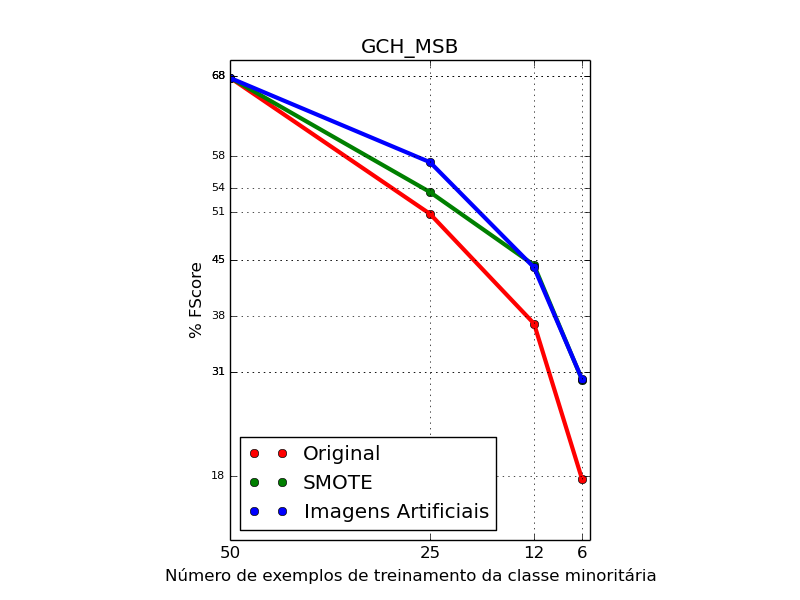 GCH_MSB
68
58
54
51
45
38
31
18
% FScore
Original
SMOTE
Imagens Artificiais
50 25 12 6
Número de exemplos de treinamento da classe minoritária